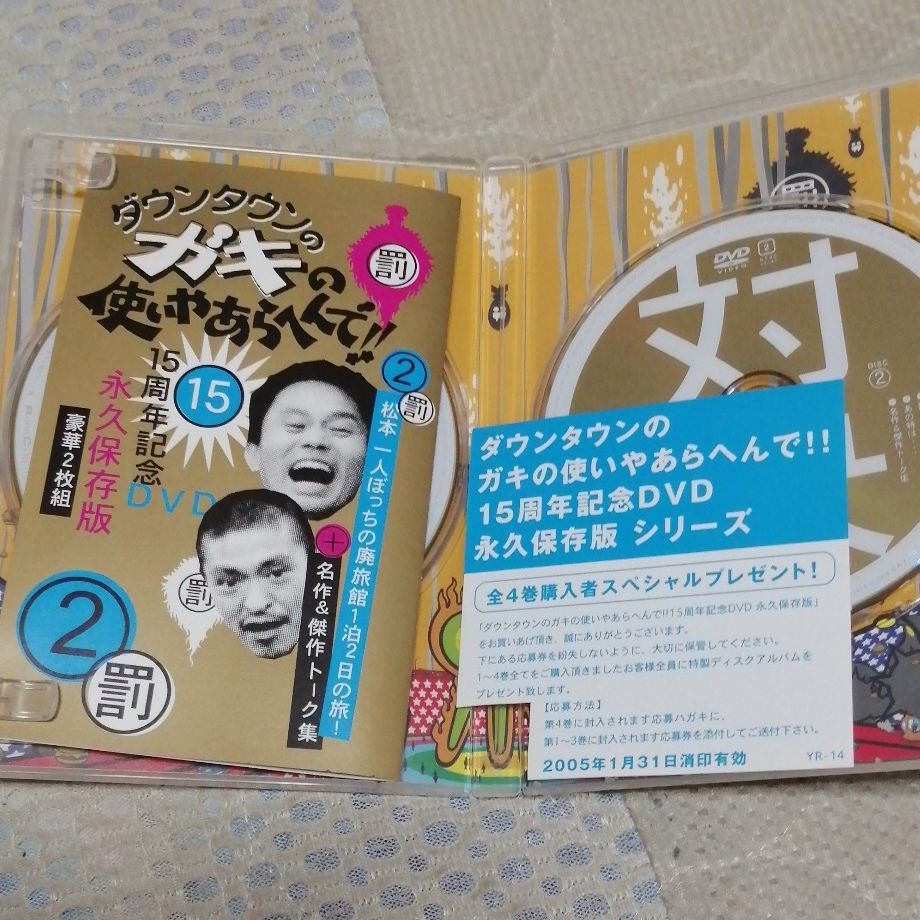 ダウンタウンの
ガキの
使いやあらへんで!!
罰
15周年記念
15
DVD
永久保存版
豪華2枚組
②罰
松本一人ぼっちの廃旅館1泊2日の旅!
+
名作&傑作トーク集
罰
②
罰
罰
DVD
VIDEO
2
対
DISC
②
●名作&傑作トーク集
ダウンタウンの
ガキの使いやあらへんで!!
15周年記念DVD
永久保存版 シリーズ
全4巻購入者スペシャルプレゼント!
「ダウンタウンのガキの使いやあらへんで!!15周年記念DVD 永久保存版」
をお買いあげ頂き、誠にありがとうございます。
下にある応募券を紛失しないように、大切に保管してください。
1〜4巻全てをご購入頂きましたお客様全員に特製ディスクアルバムを
プレゼント致します。
【応募方法】
第4巻に封入されます応募ハガキに、
第1〜3巻に封入されます応募券を添付してご送付下さい。
2005年1月31日消印有効
YR-14